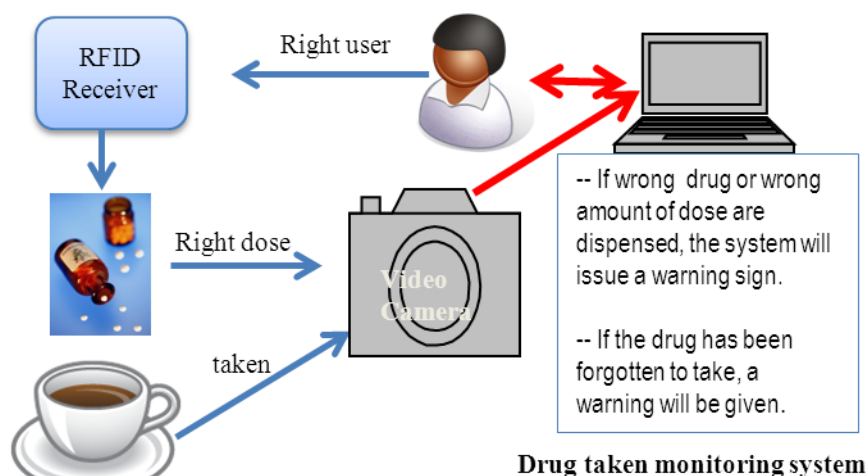 Right user
RFID
Receiver
Right dose
Video
Camera
taken
-- If wrong drug or wrong
amount of dose are
dispensed, the system will
issue a warning sign.
-- If the drug has been
forgotten to take, a
warning will be given.
Drug taken monitoring system